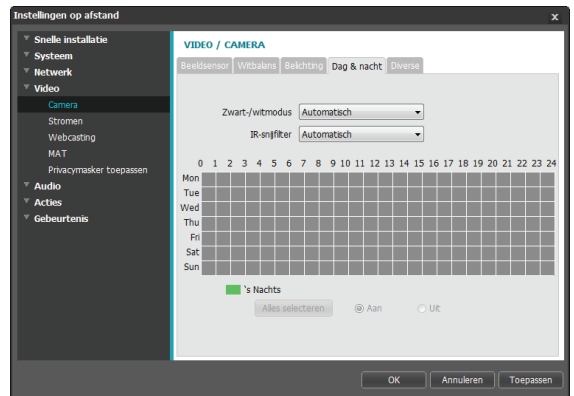 Instellingen op afstand x
Snelle installatie
Systeem
Netwerk
Video
Camera
Stromen
Webcasting
MAT
Privacymasker toepassen
Audio
Acties
Gebeurtenis
VIDEO / CAMERA
Beeldsensor Witbalans Belichting Dag & nacht Diverse
Zwart-/witmodus Automatisch
IR-snijfilter Automatisch
0 1 2 3 4 5 6 7 8 9 10 11 12 13 14 15 16 17 18 19 20 21 22 23 24
Mon
Tue
Wed
Thu
Fri
Sat
Sun
's Nachts
Alles selecteren Aan Uit
OK Annuleren Toepassen